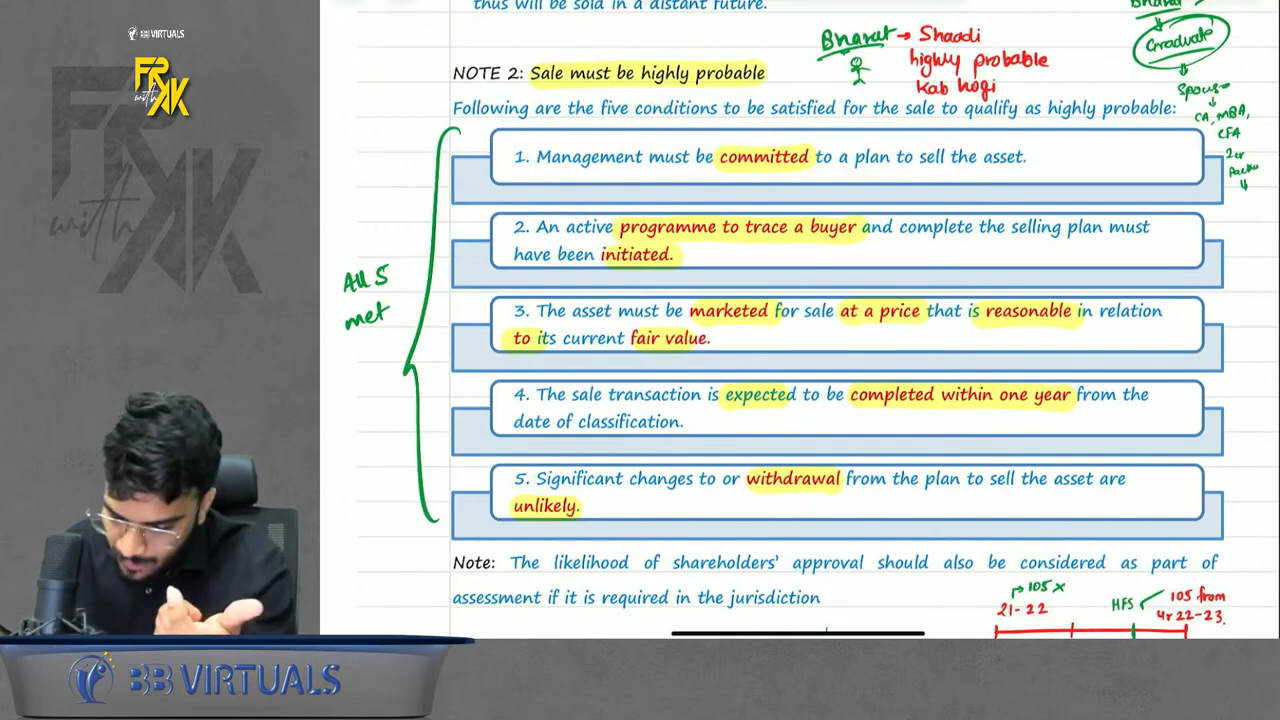 thus will be sold in a distant future.
BB VIRTUALS
FR
with
AK
Bharat → Shaadi
highly probable
kab hogi
Bharat
Graduate
Spouse
CA, MBA,
CFA
NOTE 2: Sale must be highly probable
Following are the five conditions to be satisfied for the sale to qualify as highly probable:
1. Management must be committed to a plan to sell the asset.
2. An active programme to trace a buyer and complete the selling plan must
have been initiated.
3. The asset must be marketed for sale at a price that is reasonable in relation
to its current fair value.
4. The sale transaction is expected to be completed within one year from the
date of classification.
5. Significant changes to or withdrawal from the plan to sell the asset are
unlikely.
All 5
met
Note: The likelihood of shareholders' approval should also be considered as part of
assessment if it is required in the jurisdiction
→ 105 x
21-22
HFS
105 from
4r 22-23.
BB VIRTUALS